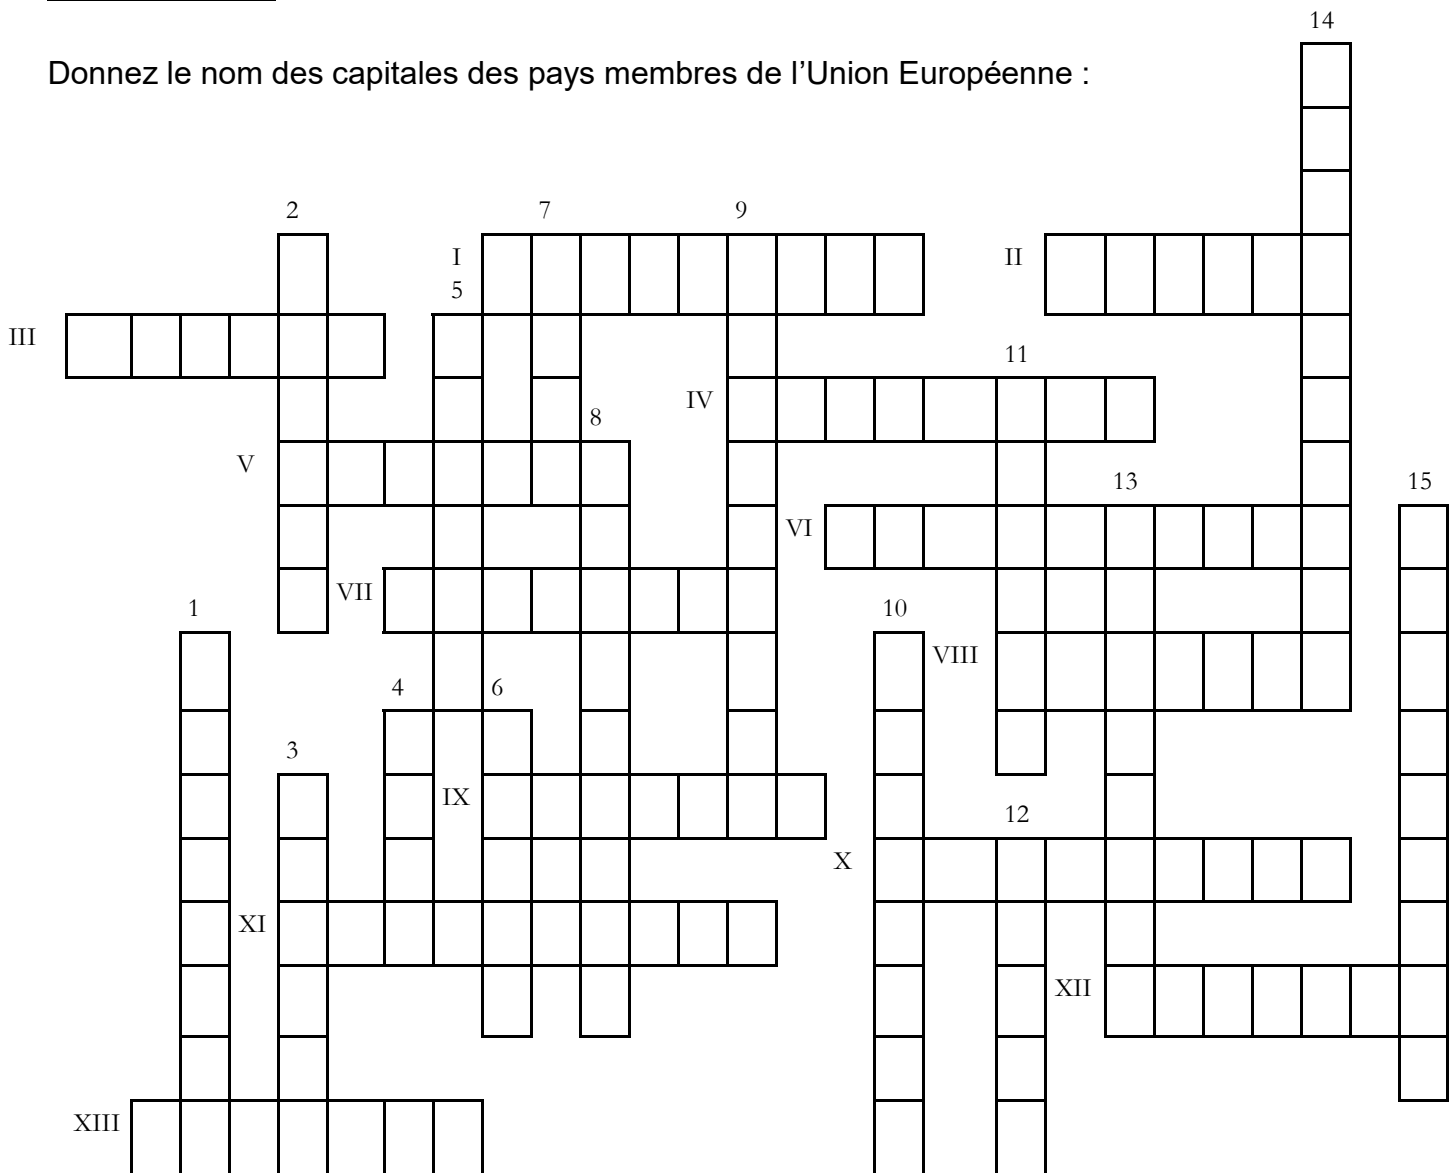 14
Donnez le nom des capitales des pays membres de l’Union Européenne :
2 7 9
I II
5
III
11
IV
8
V
13 15
VI
VII
1 10
VIII
4 6
3
IX
12
X
XI
XII
XIII